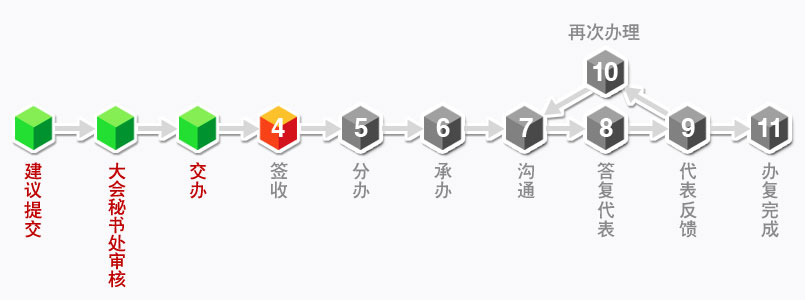 再次办理
10
4
5
6
7
8
9
11
建议提交
大会秘书处审核
交办
签收
分办
承办
沟通
答复代表
代表反馈
办复完成